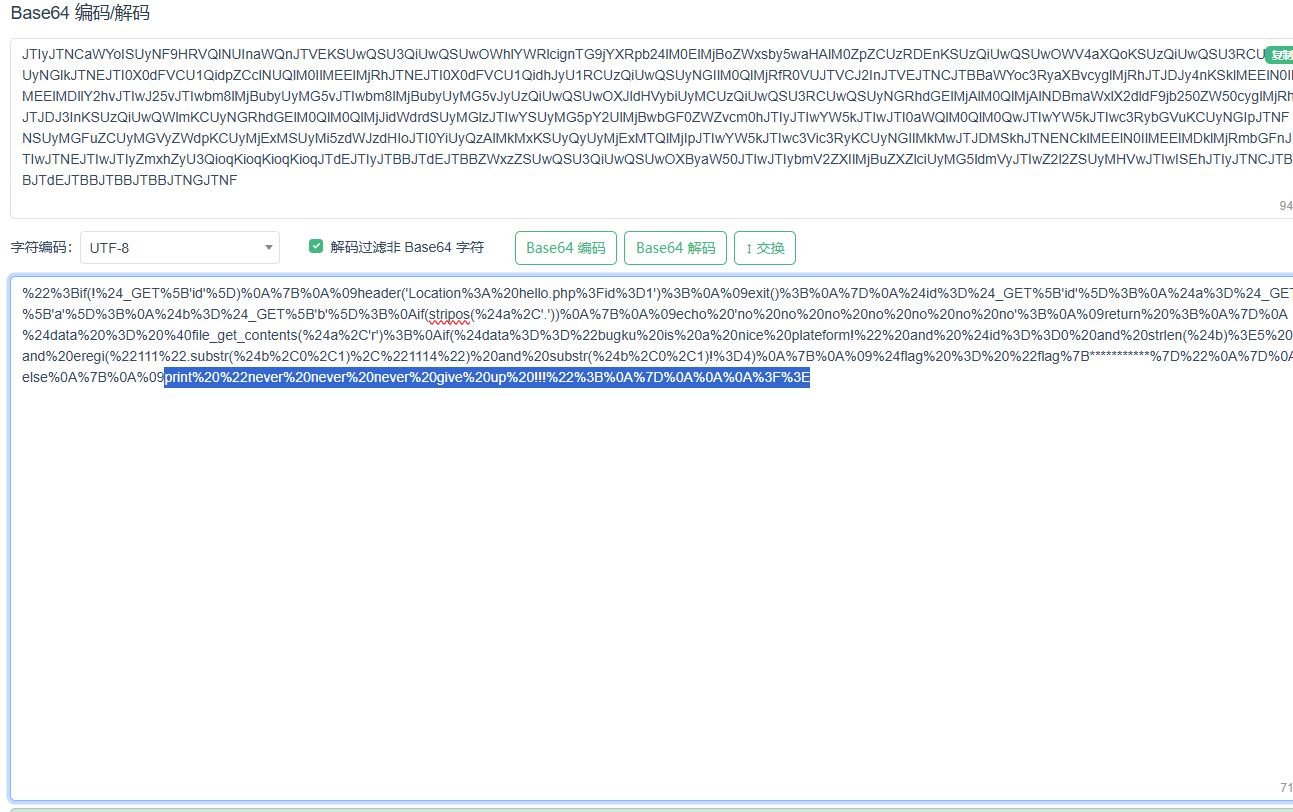 Base64 编码/解码
JTIyJTNCaWYoISUyNF9HRVQlNUInaWQnJTVEKSUwQSU3QiUwQSUwOWhlYWRlcignTG9jYXRpb24lM0ElMjBoZWxsby5waHAlM0ZpZCUzRDEnKSUzQiUwQSUwOWV4aXQoKSUzQiUwQSU3RCU
复制
UyNGlkJTNEJTI0X0dFVCU1QidpZCclNUQlM0IlMEElMjRhJTNEJTI0X0dFVCU1QidhJyU1RCUzQiUwQSUyNGIlM0QlMjRfR0VUJTVCJ2InJTVEJTNCJTBBaWYoc3RyaXBvcyglMjRhJTJDJy4nKSklMEElN0Il
MEElMDllY2hvJTIwJ25vJTIwbm8lMjBubyUyMG5vJTIwbm8lMjBubyUyMG5vJyUzQiUwQSUwOXJldHVybiUyMCUzQiUwQSU3RCUwQSUyNGRhdGElMjAlM0QlMjAlNDBmaWxlX2dldF9jb250ZW50cyglMjRh
JTJDJ3InKSUzQiUwQWlmKCUyNGRhdGElM0QlM0QlMjJidWdrdSUyMGlzJTIwYSUyMG5pY2UlMjBwbGF0ZWZvcm0hJTIyJTIwYW5kJTIwJTI0aWQlM0QlM0QwJTIwYW5kJTIwc3RybGVuKCUyNGIpJTNF
NSUyMGFuZCUyMGVyZWdpKCUyMjExMSUyMi5zdWJzdHIoJTI0YiUyQzAlMkMxKSUyQyUyMjExMTQlMjIpJTIwYW5kJTIwc3Vic3RyKCUyNGIlMkMwJTJDMSkhJTNENCklMEElN0IlMEElMDklMjRmbGFnJ
TIwJTNEJTIwJTIyZmxhZyU3QioqKioqKioqKioqJTdEJTIyJTBBJTdEJTBBZWxzZSUwQSU3QiUwQSUwOXByaW50JTIwJTIybmV2ZXIlMjBuZXZlciUyMG5ldmVyJTIwZ2l2ZSUyMHVwJTIwISEhJTIyJTNCJTB
BJTdEJTBBJTBBJTBBJTNGJTNF
94
字符编码：
UTF-8
解码过滤非 Base64 字符
Base64 编码
Base64 解码
↕ 交换
%22%3Bif(!%24_GET%5B'id'%5D)%0A%7B%0A%09header('Location%3A%20hello.php%3Fid%3D1')%3B%0A%09exit()%3B%0A%7D%0A%24id%3D%24_GET%5B'id'%5D%3B%0A%24a%3D%24_GET
%5B'a'%5D%3B%0A%24b%3D%24_GET%5B'b'%5D%3B%0Aif(stripos(%24a%2C'.'))%0A%7B%0A%09echo%20'no%20no%20no%20no%20no%20no%20no'%3B%0A%09return%20%3B%0A%7D%0A
%24data%20%3D%20%40file_get_contents(%24a%2C'r')%3B%0Aif(%24data%3D%3D%22bugku%20is%20a%20nice%20plateform!%22%20and%20%24id%3D%3D0%20and%20strlen(%24b)%3E5%20
and%20eregi(%22111%22.substr(%24b%2C0%2C1)%2C%221114%22)%20and%20substr(%24b%2C0%2C1)!%3D4)%0A%7B%0A%09%24flag%20%3D%20%22flag%7B***********%7D%22%0A%7D%0A
else%0A%7B%0A%09print%20%22never%20never%20never%20give%20up%20!!!%22%3B%0A%7D%0A%0A%0A%3F%3E
71